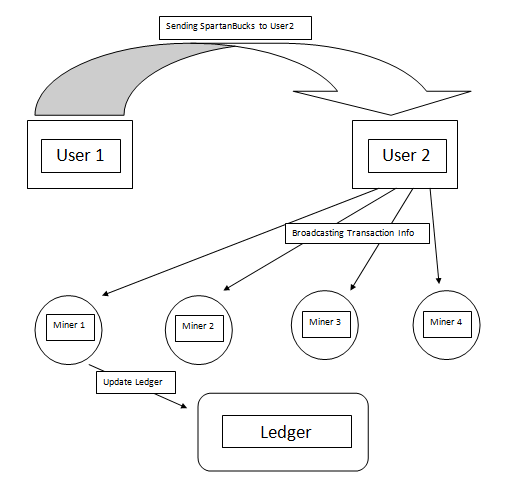 Sending SpartanBucks to User2
User 1
User 2
Broadcasting Transaction Info
Miner 1
Miner 2
Miner 3
Miner 4
Update Ledger
Ledger